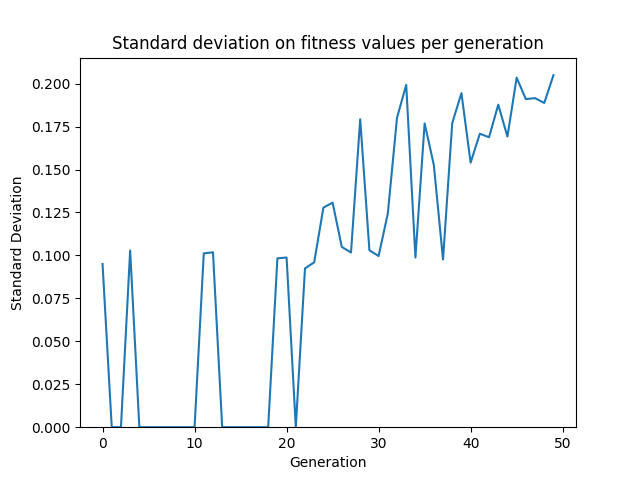 Standard deviation on fitness values per generation
0.200
0.175
0.150
0.125
0.100
0.075
0.050
0.025
0.000
Standard Deviation
0 10 20 30 40 50
Generation